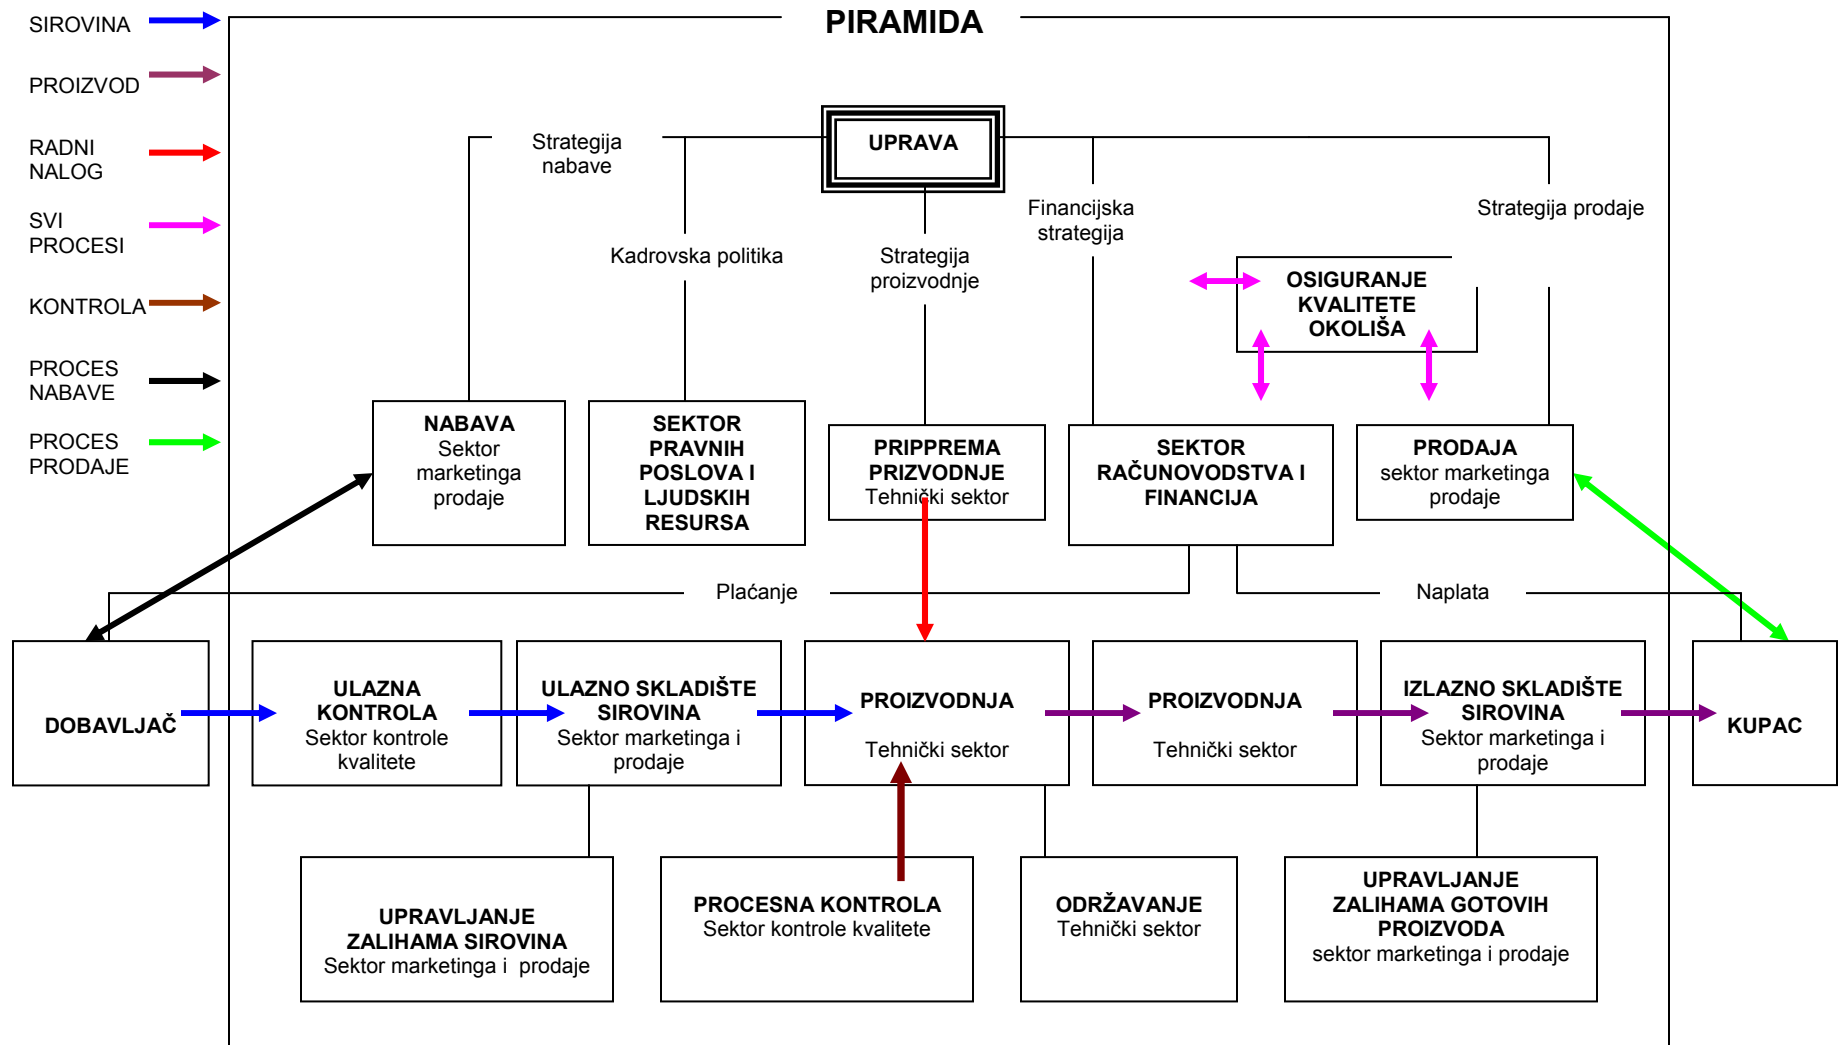 PIRAMIDA
SIROVINA
PROIZVOD
RADNI
NALOG
SVI
PROCESI
KONTROLA
PROCES
NABAVE
PROCES
PRODAJE
UPRAVA
Strategija
nabave
Kadrovska politika
Strategija
proizvodnje
Financijska
strategija
Strategija prodaje
OSIGURANJE
KVALITETE
OKOLIŠA
NABAVA
Sektor
marketinga
prodaje
SEKTOR
PRAVNIH
POSLOVA I
LJUDSKIH
RESURSA
PRIPPREMA
PRIZVODNJE
Tehnički sektor
SEKTOR
RAČUNOVODSTVA I
FINANCIJA
PRODAJA
sektor marketinga
prodaje
Plaćanje
Naplata
DOBAVLJAČ
ULAZNA
KONTROLA
Sektor kontrole
kvalitete
ULAZNO SKLADIŠTE
SIROVINA
Sektor marketinga i
prodaje
PROIZVODNJA
Tehnički sektor
PROIZVODNJA
Tehnički sektor
IZLAZNO SKLADIŠTE
SIROVINA
Sektor marketinga i
prodaje
KUPAC
UPRAVLJANJE
ZALIHAMA SIROVINA
Sektor marketinga i  prodaje
PROCESNA KONTROLA
Sektor kontrole kvalitete
ODRŽAVANJE
Tehnički sektor
UPRAVLJANJE
ZALIHAMA GOTOVIH
PROIZVODA
sektor marketinga i prodaje